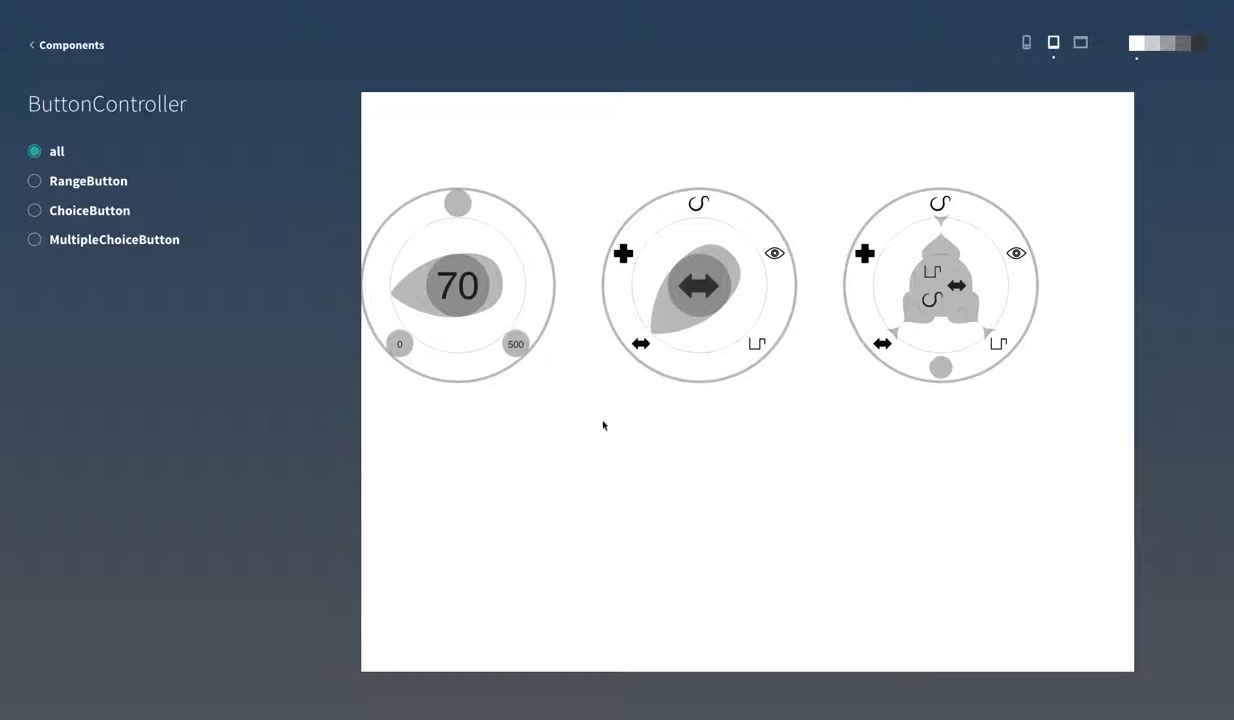 Components
ButtonController
all
RangeButton
ChoiceButton
MultipleChoiceButton
70
0
500